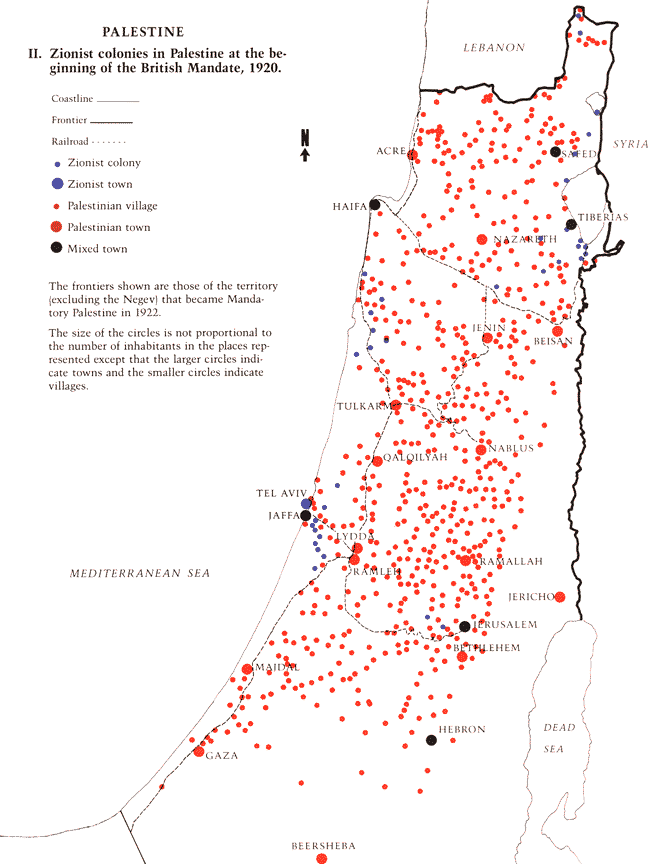 PALESTINE
II. Zionist colonies in Palestine at the be-
ginning of the British Mandate, 1920.
Coastline
Frontier
Railroad
Zionist colony
Zionist town
Palestinian village
Palestinian town
Mixed town
The frontiers shown are those of the territory
(excluding the Negev) that became Manda-
tory Palestine in 1922.
The size of the circles is not proportional to
the number of inhabitants in the places rep-
resented except that the larger circles indi-
cate towns and the smaller circles indicate
villages.
N
LEBANON
SYRIA
ACRE
SAFED
HAIFA
TIBERIAS
NAZARETH
JENIN
BEISAN
TULKARM
NABLUS
QALQILYAH
TEL AVIV
JAFFA
LYDDA
RAMLEH
RAMALLAH
MEDITERRANEAN SEA
JERICHO
JERUSALEM
BETHLEHEM
MAJDAL
HEBRON
DEAD
SEA
GAZA
BEERSHEBA